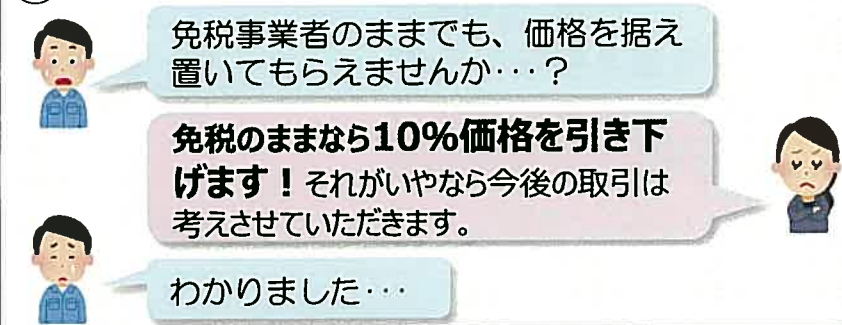 免税事業者のままでも、価格を据え
置いてもらえませんか・・・？
免税のままなら10%価格を引き下
げます！それがいやなら今後の取引は
考えさせていただきます。
わかりました・・・